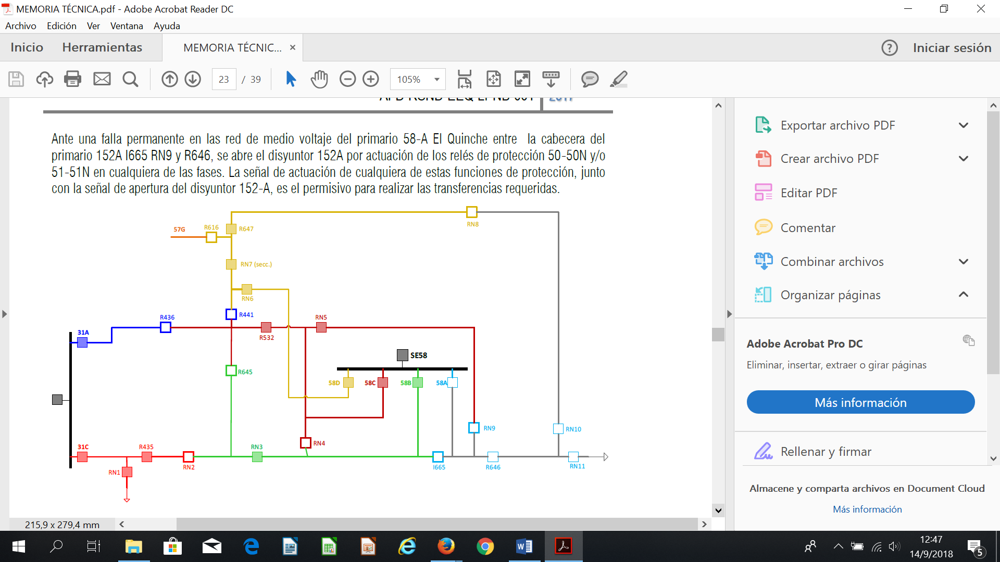 MEMORIA TÉCNICA.pdf - Adobe Acrobat Reader DC
Archivo Edición Ver Ventana Ayuda
Inicio Herramientas MEMORIA TÉCNIC... × ? Iniciar sesión
23 / 39 105%
Ante una falla permanente en las red de medio voltaje del primario 58-A El Quinche entre la cabecera del
primario 152A I665 RN9 y R646, se abre el disyuntor 152A por actuación de los relés de protección 50-50N y/o
51-51N en cualquiera de las fases. La señal de actuación de cualquiera de estas funciones de protección, junto
con la señal de apertura del disyuntor 152-A, es el permisivo para realizar las transferencias requeridas.
RN8
57G R616 R647
RN7 (secc.)
RN6
R441
R436 RN5
31A
R532
SE58
R645
58D 58C 58B 58A
RN9 RN10
RN4
31C R435 RN3
RN2 I665 R646 RN11
RN1
215,9 x 279,4 mm
Exportar archivo PDF
Crear archivo PDF
Editar PDF
Comentar
Combinar archivos
Organizar páginas
Adobe Acrobat Pro DC
Eliminar, insertar, extraer o girar páginas
Más información
Rellenar y firmar
Almacene y comparta archivos en Document Cloud
Más información
12:47
14/9/2018
5